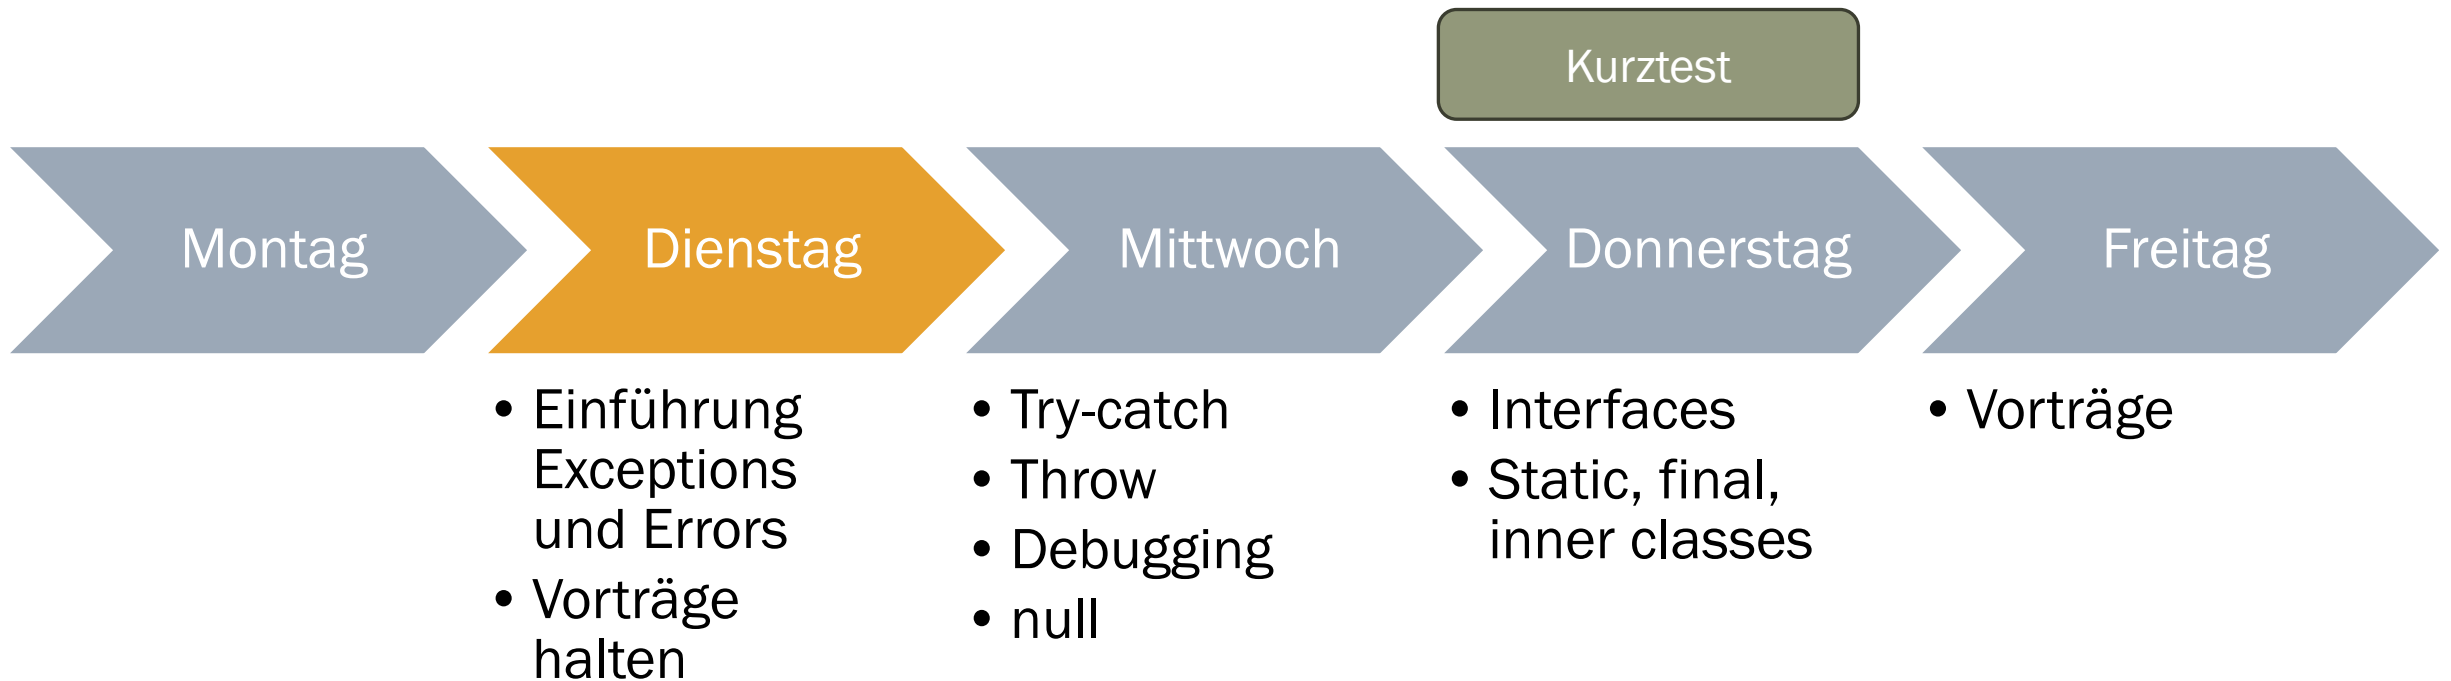 Kurztest
Montag
Dienstag
Mittwoch
Donnerstag
Freitag
• Einführung
Exceptions
und Errors
• Vorträge
halten
• Try-catch
• Throw
• Debugging
• null
• Interfaces
• Static, final,
inner classes
• Vorträge